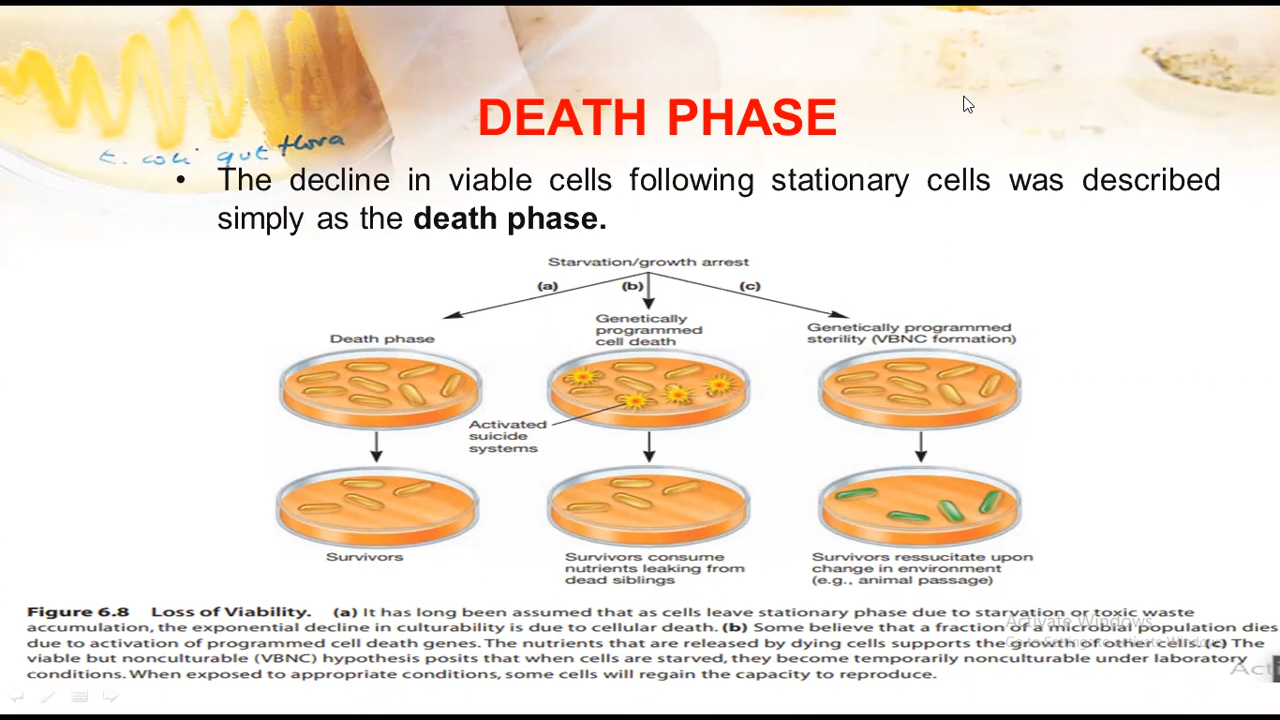 DEATH PHASE
E. coli gut flora
• The decline in viable cells following stationary cells was described
simply as the death phase.
Starvation/growth arrest
(a) (b) (c)
Death phase
Genetically
programmed
cell death
Genetically programmed
sterility (VBNC formation)
Activated
suicide
systems
Survivors
Survivors consume
nutrients leaking from
dead siblings
Survivors ressucitate upon
change in environment
(e.g., animal passage)
Figure 6.8 Loss of Viability. (a) It has long been assumed that as cells leave stationary phase due to starvation or toxic waste
accumulation, the exponential decline in culturability is due to cellular death. (b) Some believe that a fraction of a microbial population dies
due to activation of programmed cell death genes. The nutrients that are released by dying cells supports the growth of other cells. (c) The
viable but nonculturable (VBNC) hypothesis posits that when cells are starved, they become temporarily nonculturable under laboratory
conditions. When exposed to appropriate conditions, some cells will regain the capacity to reproduce.
Activate Windows
Go to Settings to activate Windows.
Acti